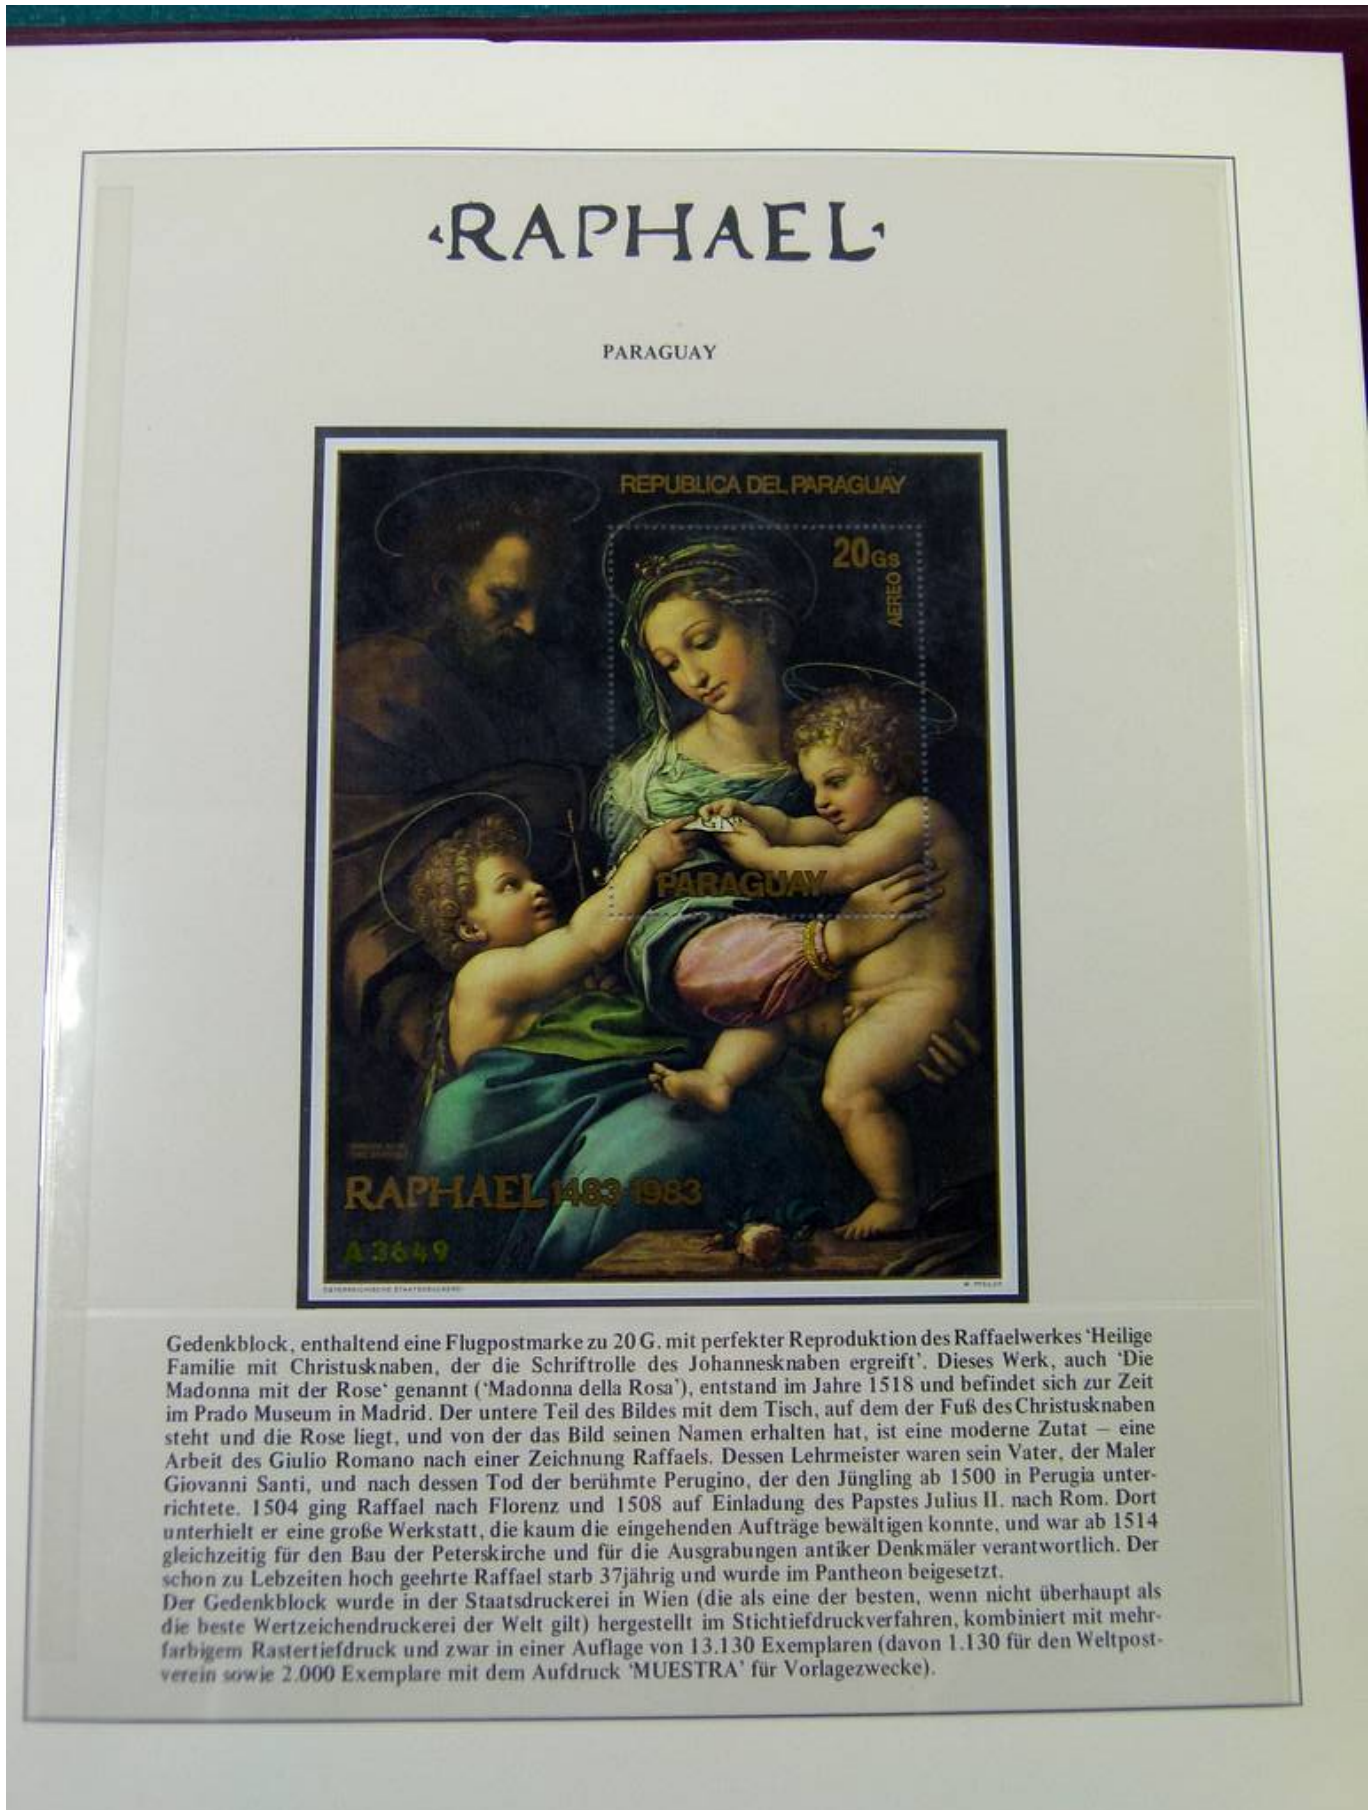 RAPHAEL
PARAGUAY
REPUBLICA DEL PARAGUAY
20Gs
AEREO
PARAGUAY
RAPHAEL 1483-1983
A 3649
ÖSTERREICHISCHE STAATSDRUCKEREI
Gedenkblock, enthaltend eine Flugpostmarke zu 20 G. mit perfekter Reproduktion des Raffaelwerkes ‘Heilige
Familie mit Christusknaben, der die Schriftrolle des Johannesknaben ergreift’. Dieses Werk, auch ‘Die
Madonna mit der Rose‘ genannt (‘Madonna della Rosa’), entstand im Jahre 1518 und befindet sich zur Zeit
im Prado Museum in Madrid. Der untere Teil des Bildes mit dem Tisch, auf dem der Fuß des Christusknaben
steht und die Rose liegt, und von der das Bild seinen Namen erhalten hat, ist eine moderne Zutat – eine
Arbeit des Giulio Romano nach einer Zeichnung Raffaels. Dessen Lehrmeister waren sein Vater, der Maler
Giovanni Santi, und nach dessen Tod der berühmte Perugino, der den Jüngling ab 1500 in Perugia unter-
richtete. 1504 ging Raffael nach Florenz und 1508 auf Einladung des Papstes Julius II. nach Rom. Dort
unterhielt er eine große Werkstatt, die kaum die eingehenden Aufträge bewältigen konnte, und war ab 1514
gleichzeitig für den Bau der Peterskirche und für die Ausgrabungen antiker Denkmäler verantwortlich. Der
schon zu Lebzeiten hoch geehrte Raffael starb 37jährig und wurde im Pantheon beigesetzt.
Der Gedenkblock wurde in der Staatsdruckerei in Wien (die als eine der besten, wenn nicht überhaupt als
die beste Wertzeichendruckerei der Welt gilt) hergestellt im Stichtiefdruckverfahren, kombiniert mit mehr-
farbigem Rastertiefdruck und zwar in einer Auflage von 13.130 Exemplaren (davon 1.130 für den Weltpost-
verein sowie 2.000 Exemplare mit dem Aufdruck ‘MUESTRA’ für Vorlagezwecke).